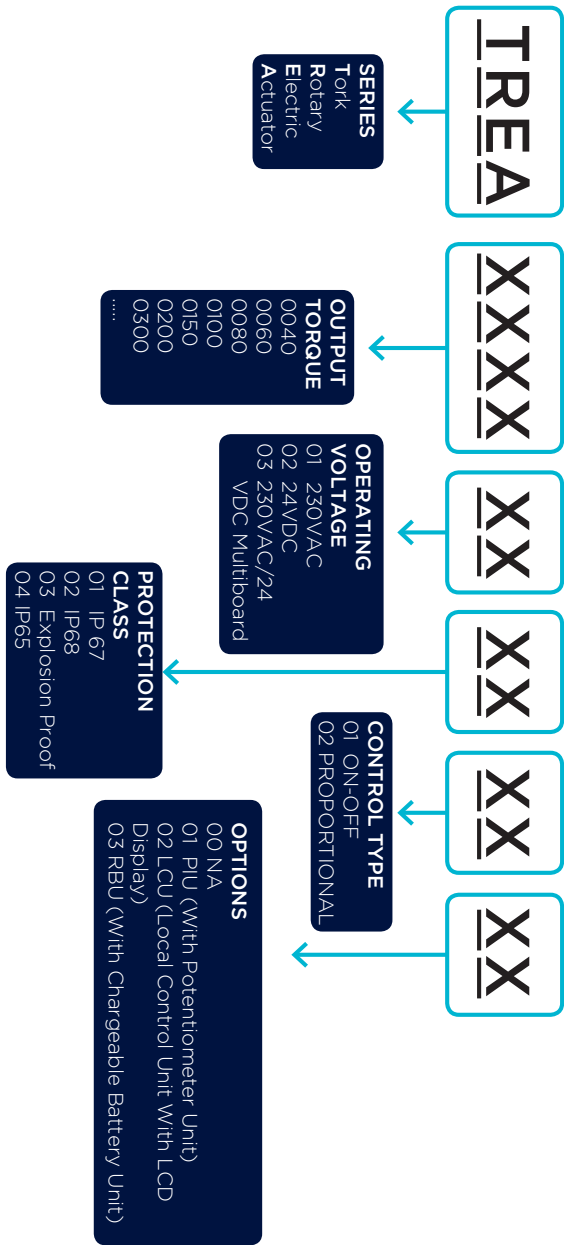 TREA
XXXX
XX
XX
XX
XX
SERIES
Tork
Rotary
Electric
Actuator
OUTPUT
TORQUE
0040
0060
0080
0100
0150
0200
0300
.....
OPERATING
VOLTAGE
01 230VAC
02 24VDC
03 230VAC/24
VDC Multiboard
PROTECTION
CLASS
01 IP 67
02 IP68
03 Explosion Proof
04 IP65
CONTROL TYPE
01 ON-OFF
02 PROPORTIONAL
OPTIONS
00 NA
01 PIU (With Potentiometer Unit)
02 LCU (Local Control Unit With LCD
Display)
03 RBU (With Chargeable Battery Unit)